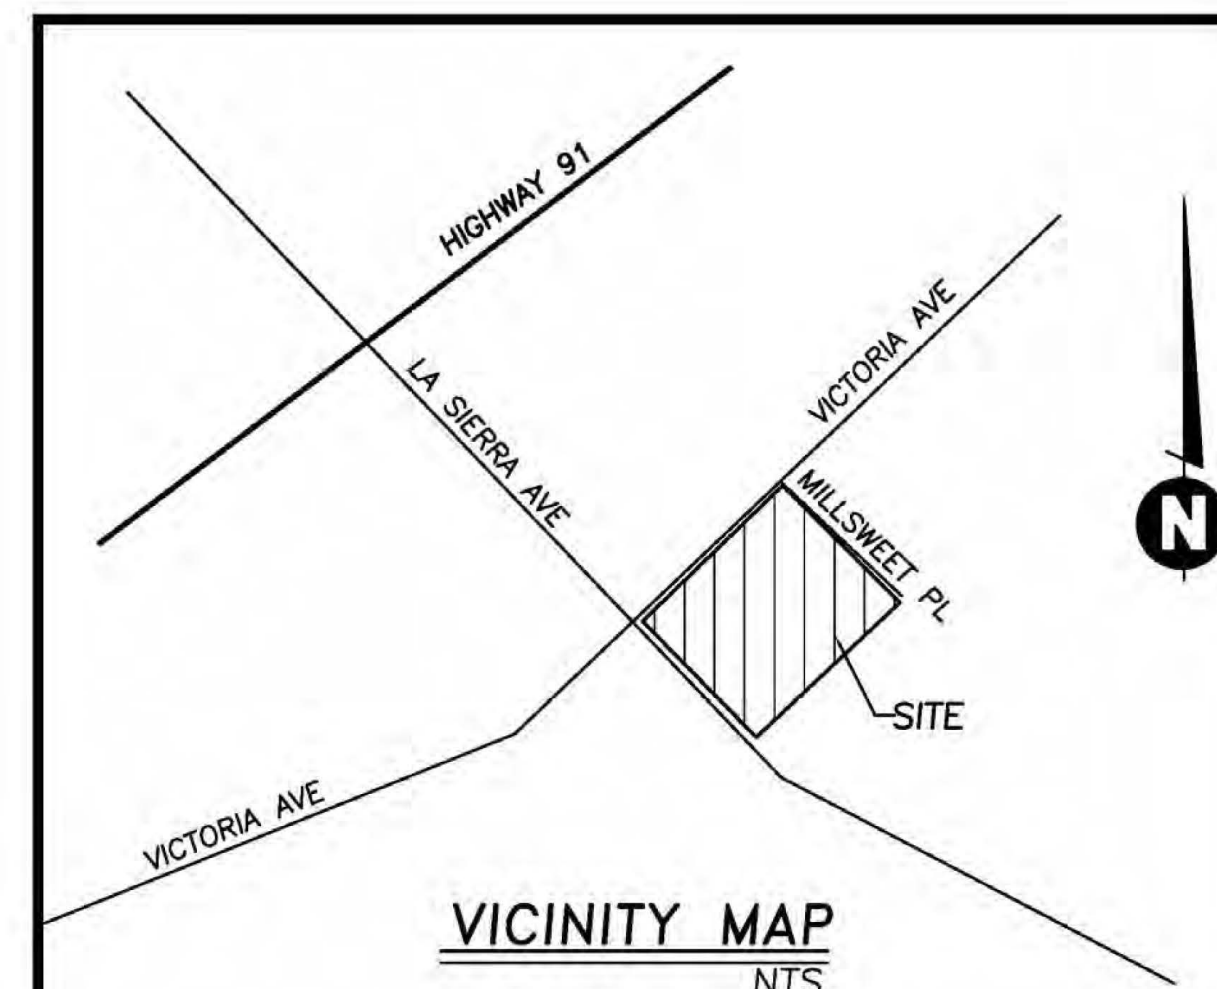 HIGHWAY 91
LA SIERRA AVE
VICTORIA AVE
MILLSWEET PL
N
SITE
VICTORIA AVE
VICINITY MAP
NTS